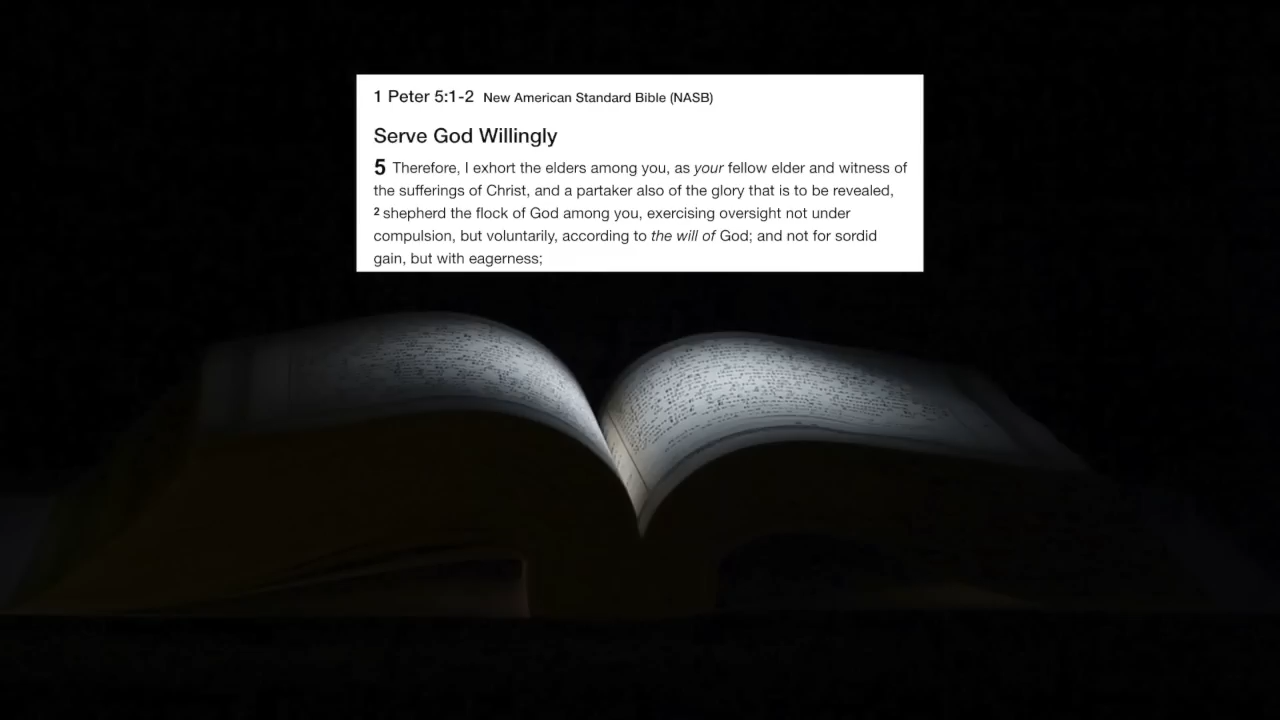 1 Peter 5:1-2 New American Standard Bible (NASB)
Serve God Willingly
5 Therefore, I exhort the elders among you, as your fellow elder and witness of
the sufferings of Christ, and a partaker also of the glory that is to be revealed,
2 shepherd the flock of God among you, exercising oversight not under
compulsion, but voluntarily, according to the will of God; and not for sordid
gain, but with eagerness;